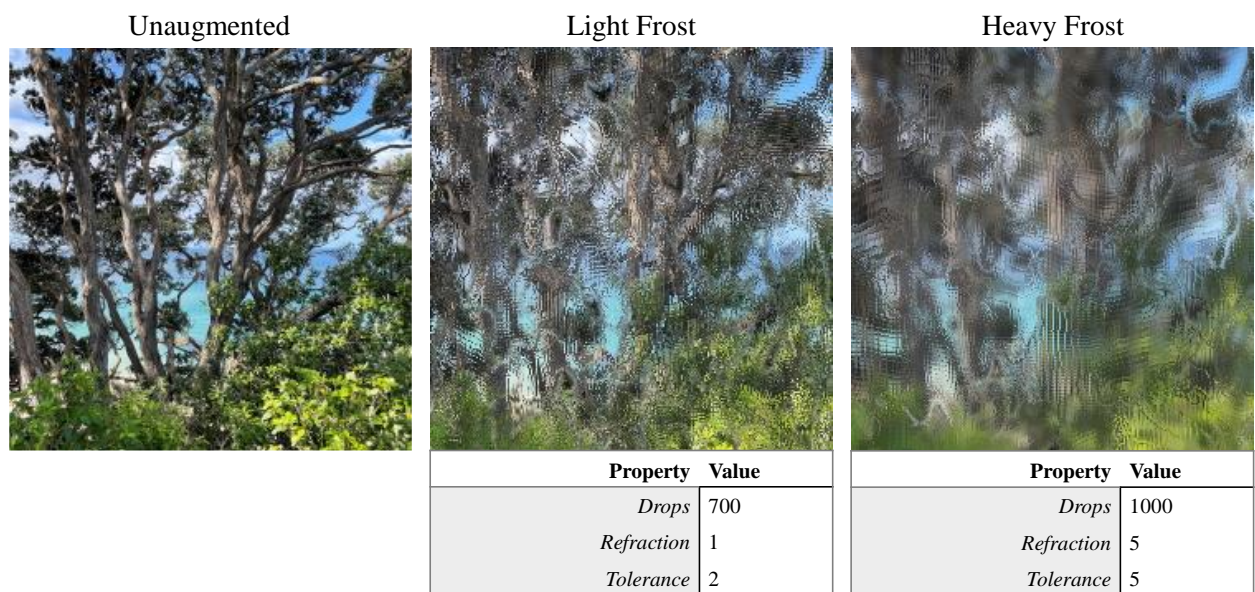 Unaugmented
Light Frost
Heavy Frost
Property Value
Drops 700
Refraction 1
Tolerance 2
Property Value
Drops 1000
Refraction 5
Tolerance 5